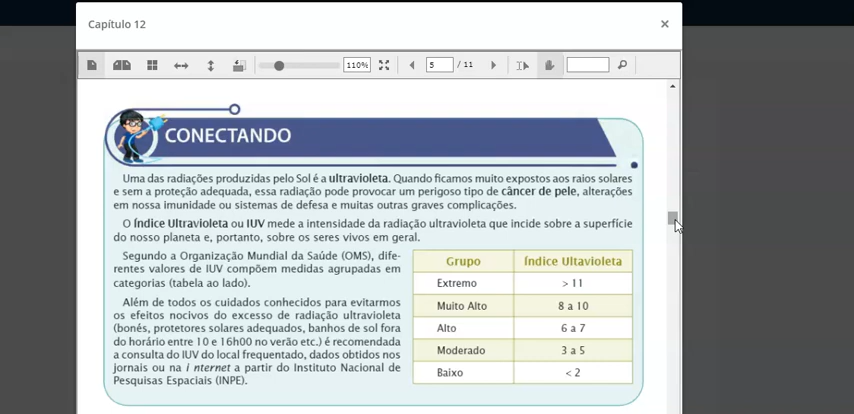 Capítulo 12
×
110%
5
/ 11
CONECTANDO
Uma das radiações produzidas pelo Sol é a ultravioleta. Quando ficamos muito expostos aos raios solares
e sem a proteção adequada, essa radiação pode provocar um perigoso tipo de câncer de pele, alterações
em nossa imunidade ou sistemas de defesa e muitas outras graves complicações.
O Índice Ultravioleta ou IUV mede a intensidade da radiação ultravioleta que incide sobre a superfície
do nosso planeta e, portanto, sobre os seres vivos em geral.
Segundo a Organização Mundial da Saúde (OMS), dife-
rentes valores de IUV compõem medidas agrupadas em
categorias (tabela ao lado).
Além de todos os cuidados conhecidos para evitarmos
os efeitos nocivos do excesso de radiação ultravioleta
(bonés, protetores solares adequados, banhos de sol fora
do horário entre 10 e 16h00 no verão etc.) é recomendada
a consulta do IUV do local frequentado, dados obtidos nos
jornais ou na i nternet a partir do Instituto Nacional de
Pesquisas Espaciais (INPE).
Grupo Índice Ultavioleta
Extremo > 11
Muito Alto 8 a 10
Alto 6 a 7
Moderado 3 a 5
Baixo < 2